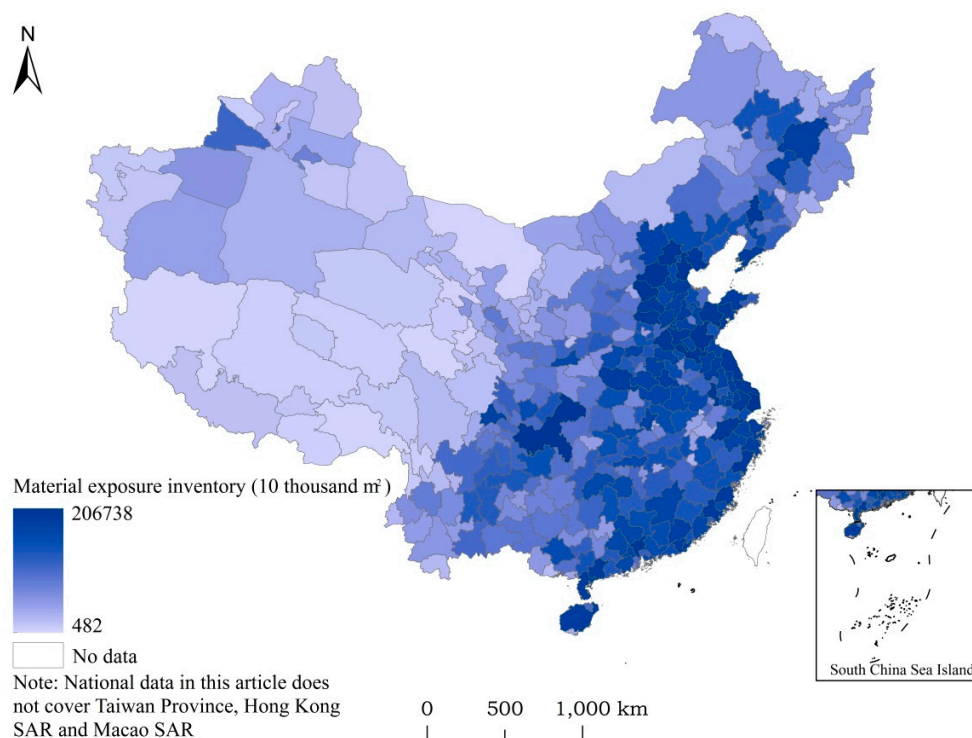 N
Material exposure inventory (10 thousand m²)
206738
482
No data
Note: National data in this article does
not cover Taiwan Province, Hong Kong
SAR and Macao SAR
0 500 1,000 km
South China Sea Island